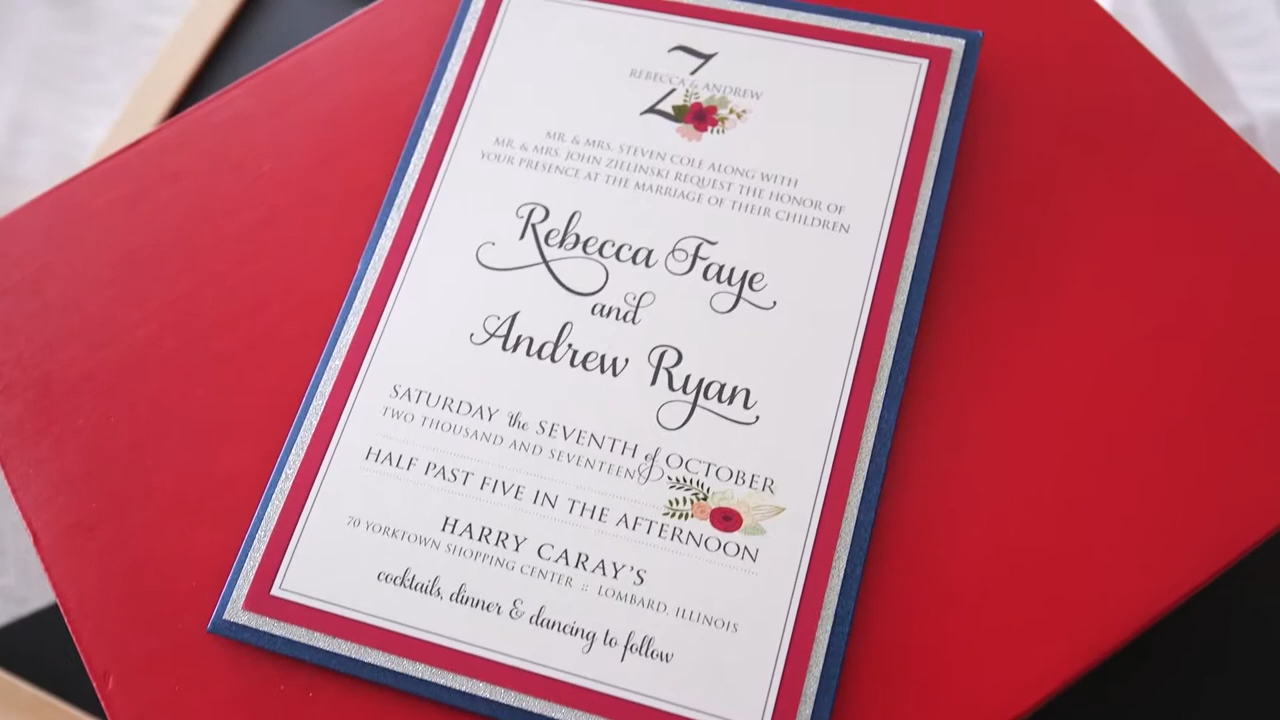 Z
REBECCA & ANDREW
MR. & MRS. STEVEN COLE ALONG WITH
MR. & MRS. JOHN ZILLINSKI REQUEST THE HONOR OF
YOUR PRESENCE AT THE MARRIAGE OF THEIR CHILDREN
Rebecca Faye
and
Andrew Ryan
SATURDAY the SEVENTH of OCTOBER
TWO THOUSAND AND SEVENTEEN
HALF PAST FIVE IN THE AFTERNOON
HARRY CARAY'S
70 YORKTOWN SHOPPING CENTER :: LOMBARD, ILLINOIS
cocktails, dinner & dancing to follow